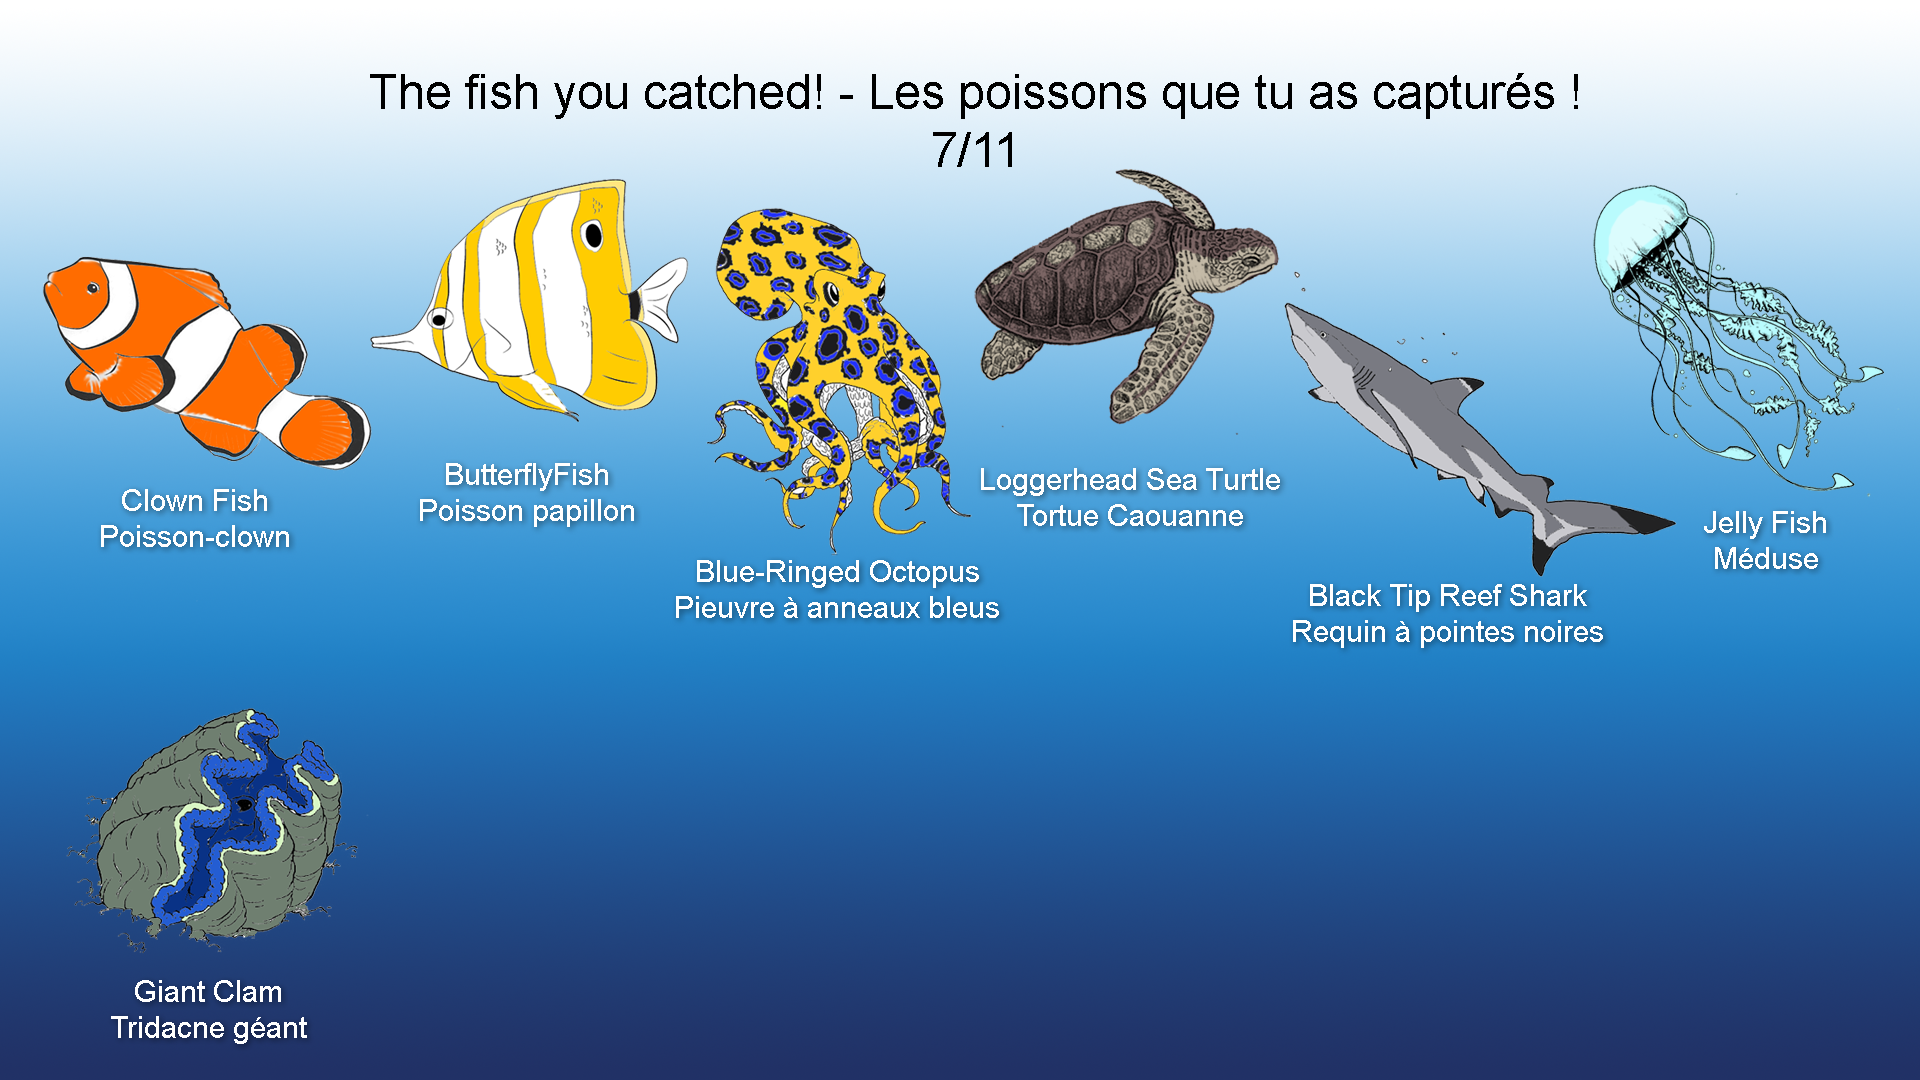 The fish you catched! - Les poissons que tu as capturés !
7/11
Clown Fish
Poisson-clown
ButterflyFish
Poisson papillon
Blue-Ringed Octopus
Pieuvre à anneaux bleus
Loggerhead Sea Turtle
Tortue Caouanne
Black Tip Reef Shark
Requin à pointes noires
Jelly Fish
Méduse
Giant Clam
Tridacne géant